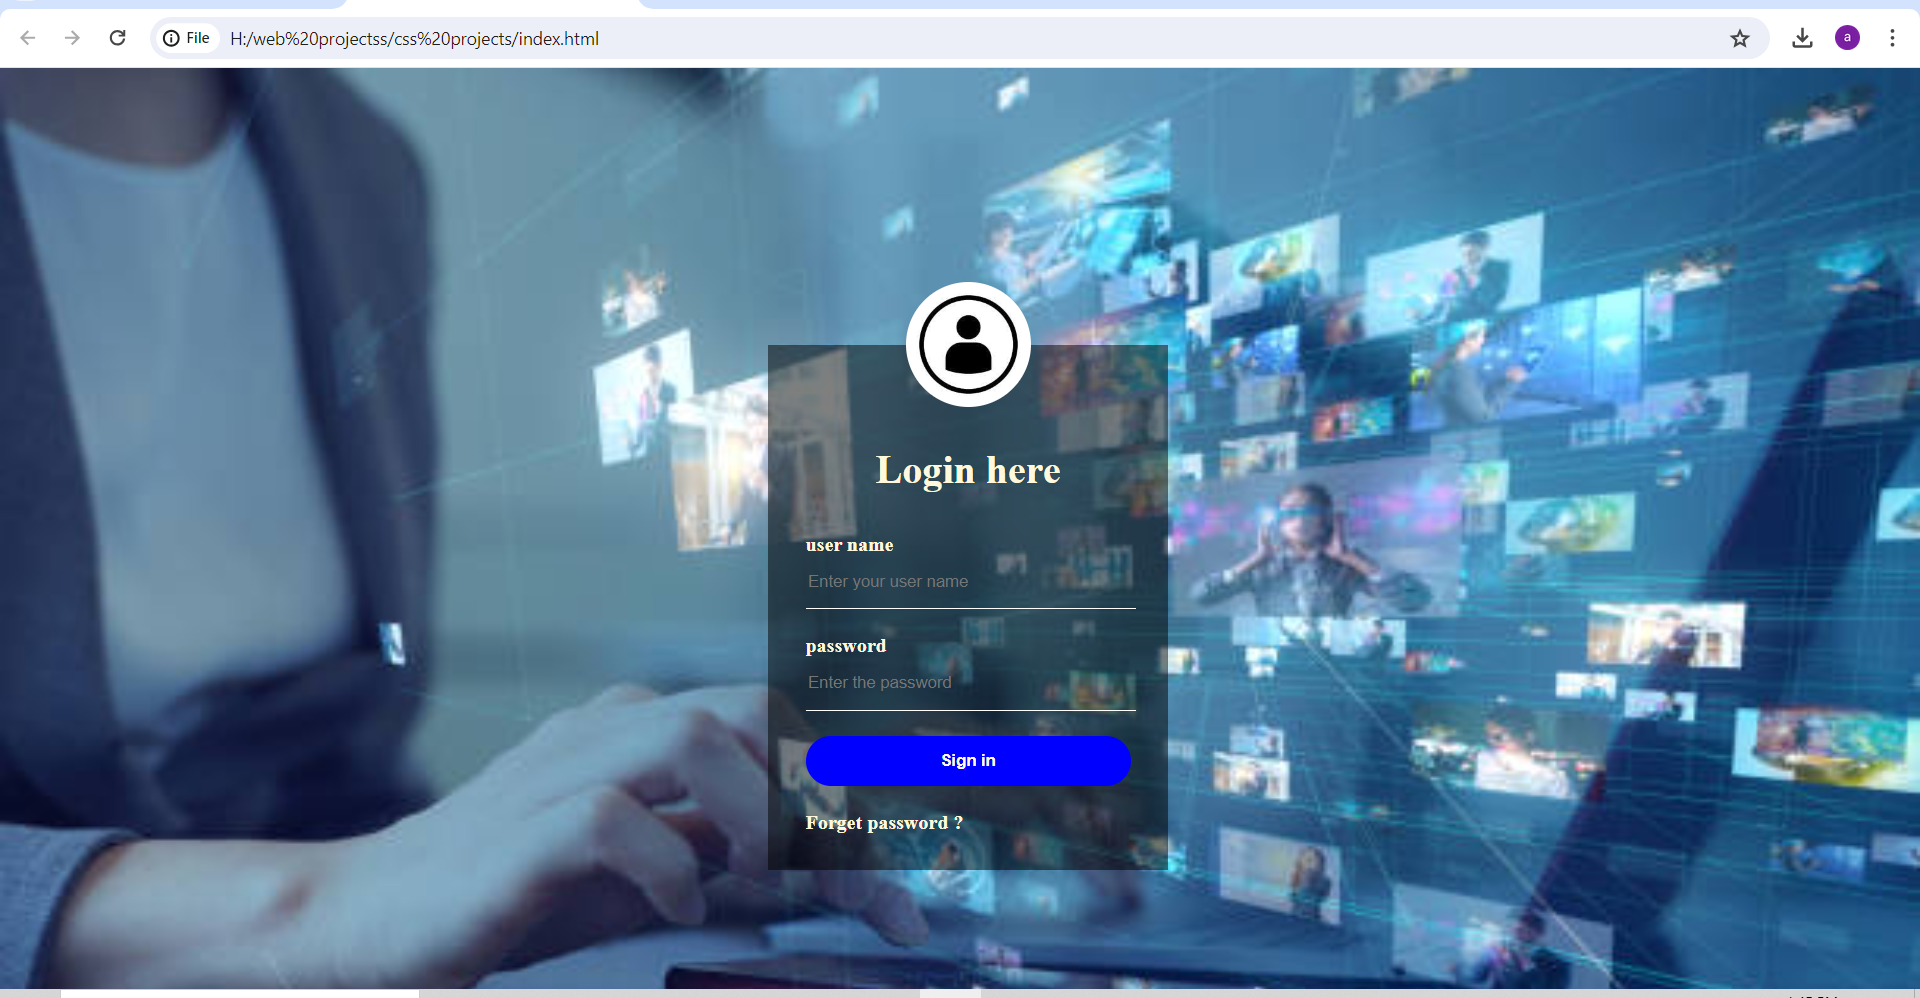 File H:/web%20projectss/css%20projects/index.html
a
Login here
user name
Enter your user name
password
Enter the password
Sign in
Forget password ?